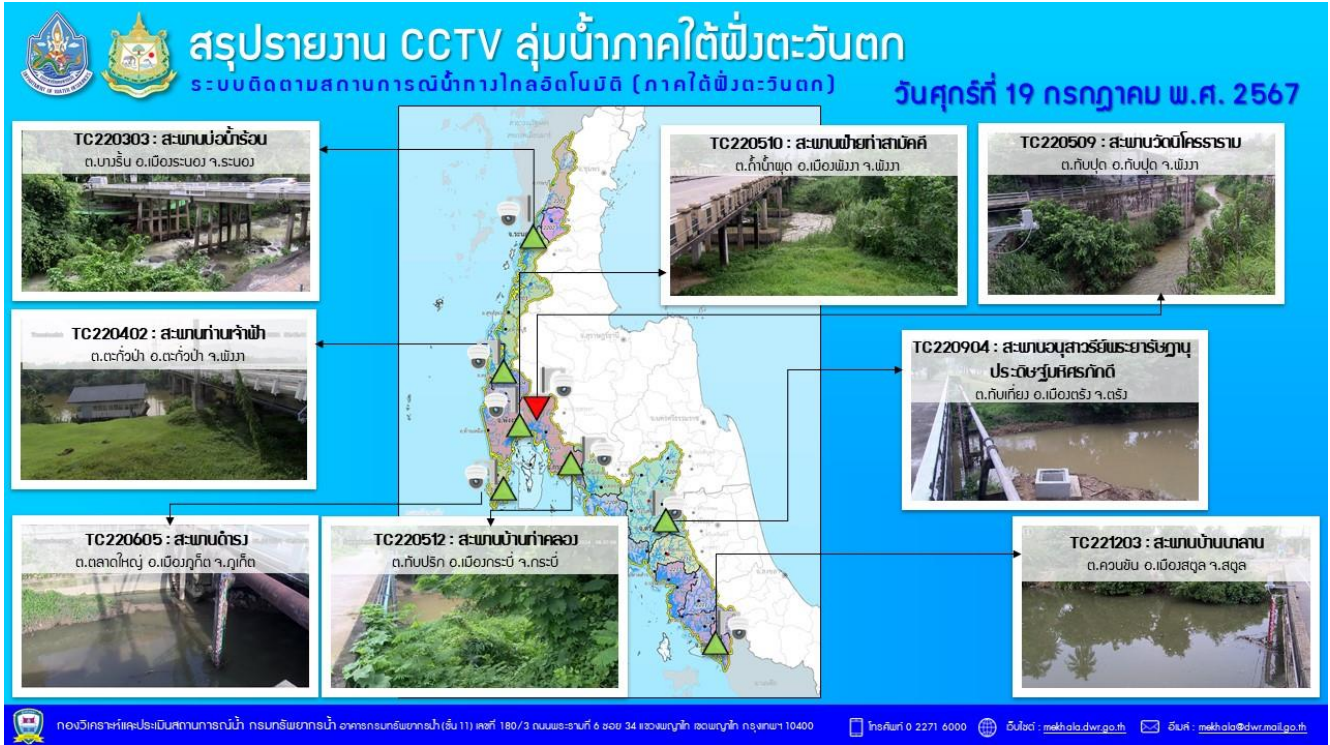 สรุปรายงาน CCTV ลุ่มน้ำภาคใต้ฝั่งตะวันตก
ระบบติดตามสถานการณ์น้ำทางไกลอัตโนมัติ (ภาคใต้ฝั่งตะวันตก)
วันศุกร์ที่ 19 กรกฎาคม พ.ศ. 2567
TC220303 : สะพานบ่อน้ำร้อน
ต.บางริ้น อ.เมืองระนอง จ.ระนอง
TC220510 : สะพานฝ่ายท่าสามัคคี
ต.ถ้ำน้ำผุด อ.เมืองพังงา จ.พังงา
TC220509 : สะพานวัดนิโครธาราม
ต.ทับปุด อ.ทับปุด จ.พังงา
TC220402 : สะพานท่านเจ้าฟ้า
ต.ตะกั่วป่า อ.ตะกั่วป่า จ.พังงา
TC220904 : สะพานอนุสาวรีย์พระยารัษฎานุ
ประดิษฐ์มหิศรภักดี
ต.ทับเที่ยง อ.เมืองตรัง จ.ตรัง
TC220605 : สะพานดำรง
ต.ตลาดใหญ่ อ.เมืองภูเก็ต จ.ภูเก็ต
TC220512 : สะพานบ้านท่าคลอง
ต.ทับปริก อ.เมืองกระบี่ จ.กระบี่
TC221203 : สะพานบ้านนาลาน
ต.ควนขัน อ.เมืองสตูล จ.สตูล
กองวิเคราะห์และประเมินสถานการณ์น้ำ กรมทรัพยากรน้ำ อาคารกรมทรัพยากรน้ำ (ชั้น 11) เลขที่ 180/3 ถนนพระรามที่ 6 ซอย 34 แขวงพญาไท เขตพญาไท กรุงเทพฯ 10400
โทรศัพท์ 0 2271 6000
เว็บไซต์ : mekhala.dwr.go.th
อีเมล์ : mekhala@dwr.mail.go.th